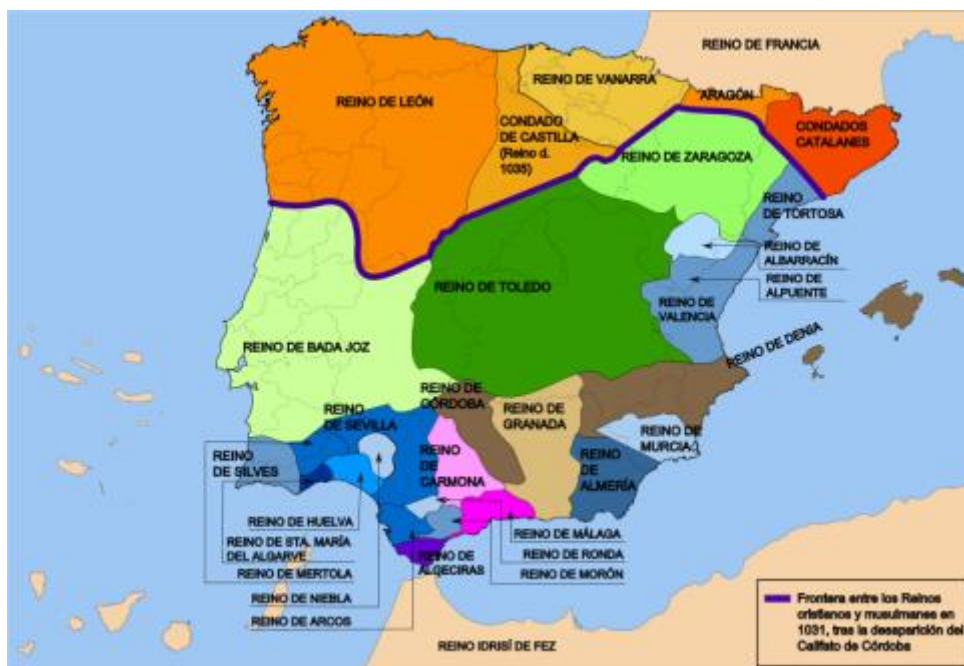 REINO DE FRANCIA
REINO DE LEÓN
REINO DE VANARRA
ARAGÓN
CONDADO
DE CASTILLA
(Reino d.
1035)
CONDADOS
CATALANES
REINO DE ZARAGOZA
REINO
DE TORTOSA
REINO DE
ALBARRACÍN
REINO DE
ALPUENTE
REINO DE TOLEDO
REINO DE
VALENCIA
REINO DE DENIA
REINO DE BADA JOZ
REINO DE
CÓRDOBA
REINO DE
GRANADA
REINO
DE SEVILLA
REINO DE
MURCIA
REINO
DE SILVES
REINO
DE
CARMONA
REINO
DE
ALMERÍA
REINO DE HUELVA
REINO DE STA. MARÍA
DEL ALGARVE
REINO DE MERTOLA
REINO DE NIEBLA
REINO DE ARCOS
REINO DE
ALGECIRAS
REINO DE MÁLAGA
REINO DE RONDA
REINO DE MORÓN
REINO IDRISÍ DE FEZ
Frontera entre los Reinos
cristianos y musulmanes en
1031, tras la desaparición del
Califato de Córdoba